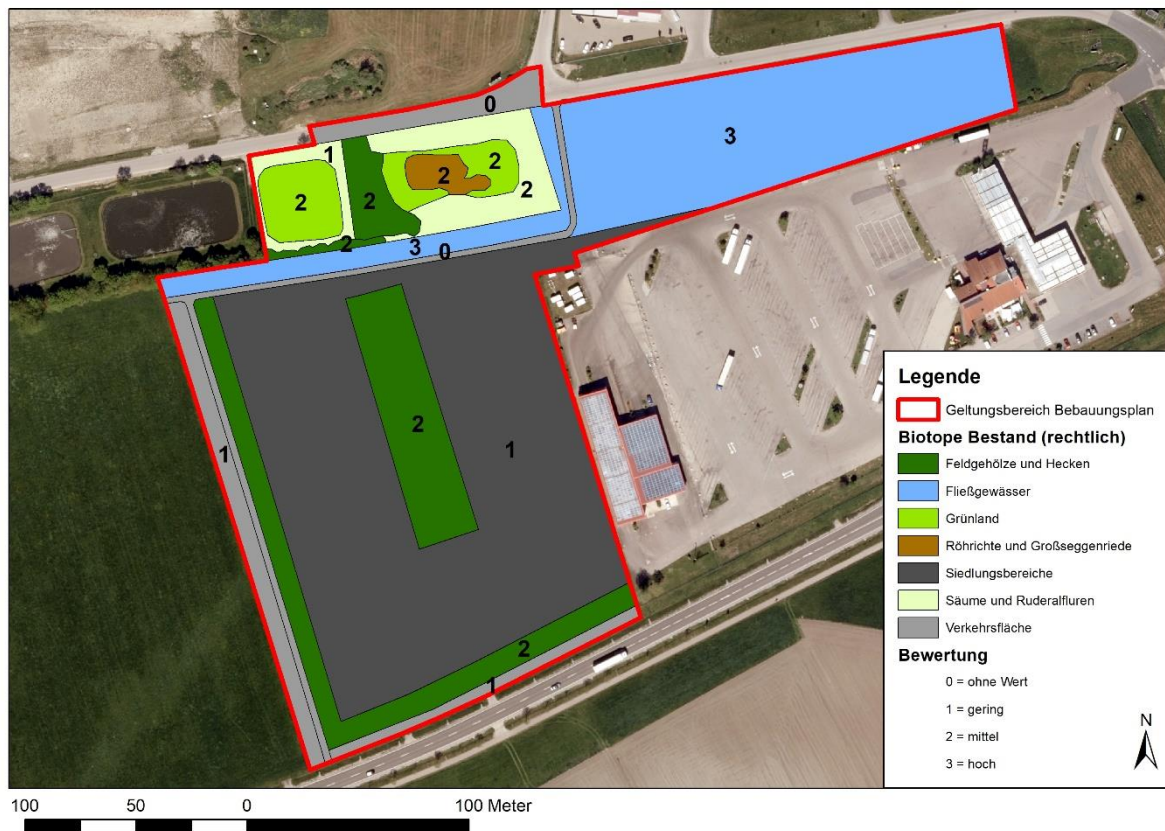 0
3
1
2
2
2
2
2
2
3
0
2
1
1
2
1
Legende
Geltungsbereich Bebauungsplan
Biotope Bestand (rechtlich)
Feldgehölze und Hecken
Fließgewässer
Grünland
Röhrichte und Großseggenriede
Siedlungsbereiche
Säume und Ruderalfluren
Verkehrsfläche
Bewertung
0 = ohne Wert
1 = gering
2 = mittel
3 = hoch
N
100 50 0 100 Meter